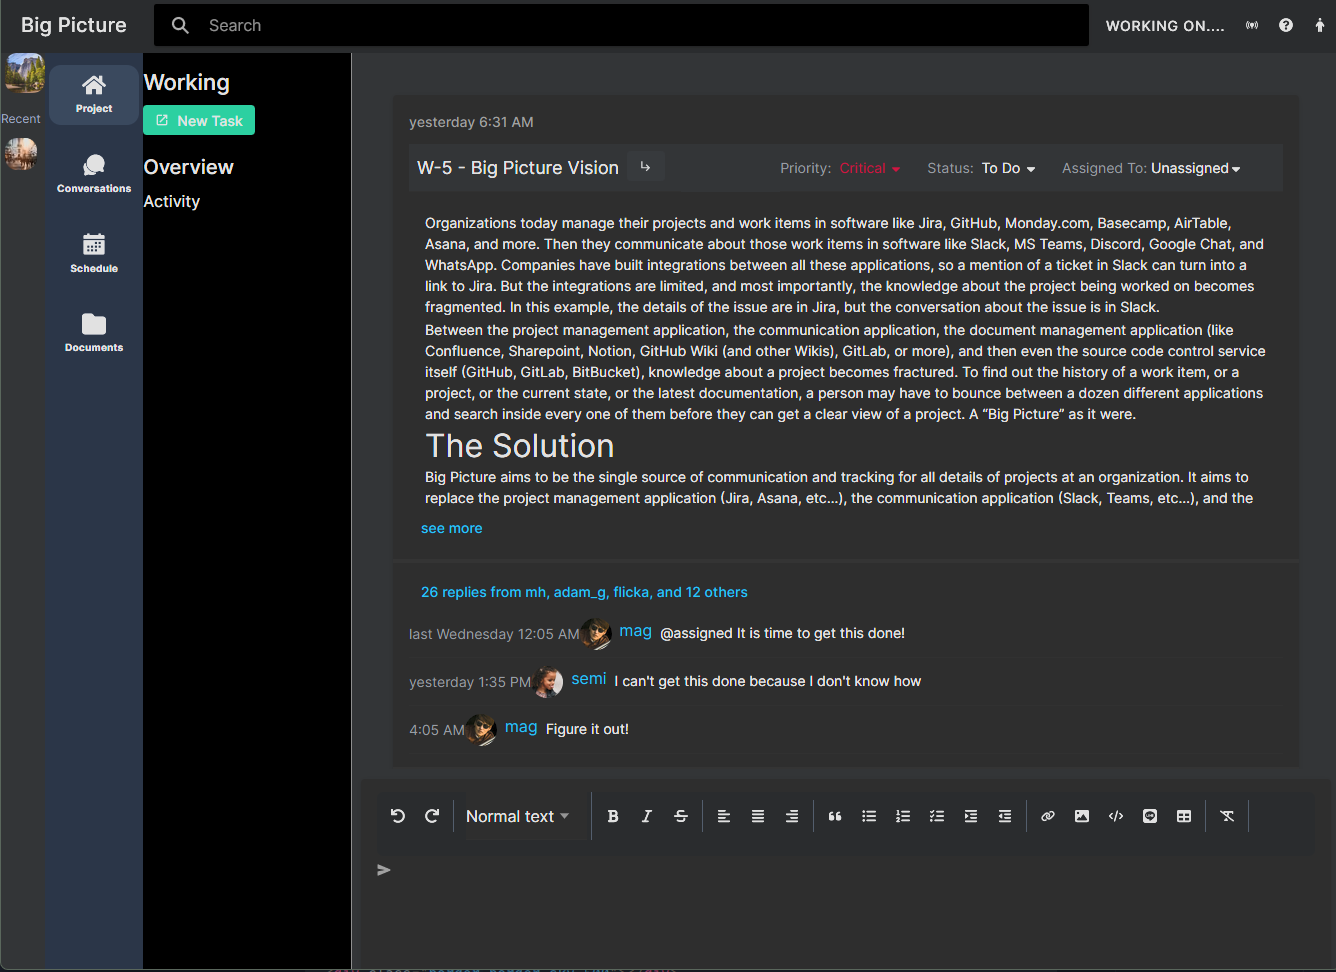 Big Picture
Search
WORKING ON....
Recent
Project
Conversations
Schedule
Documents
Working
New Task
Overview
Activity
yesterday 6:31 AM
W-5 - Big Picture Vision
Priority: Critical
Status: To Do
Assigned To: Unassigned
Organizations today manage their projects and work items in software like Jira, GitHub, Monday.com, Basecamp, AirTable,
Asana, and more. Then they communicate about those work items in software like Slack, MS Teams, Discord, Google Chat, and
WhatsApp. Companies have built integrations between all these applications, so a mention of a ticket in Slack can turn into a
link to Jira. But the integrations are limited, and most importantly, the knowledge about the project being worked on becomes
fragmented. In this example, the details of the issue are in Jira, but the conversation about the issue is in Slack.
Between the project management application, the communication application, the document management application (like
Confluence, Sharepoint, Notion, GitHub Wiki (and other Wikis), GitLab, or more), and then even the source code control service
itself (GitHub, GitLab, BitBucket), knowledge about a project becomes fractured. To find out the history of a work item, or a
project, or the current state, or the latest documentation, a person may have to bounce between a dozen different applications
and search inside every one of them before they can get a clear view of a project. A “Big Picture” as it were.
The Solution
Big Picture aims to be the single source of communication and tracking for all details of projects at an organization. It aims to
replace the project management application (Jira, Asana, etc...), the communication application (Slack, Teams, etc...), and the
see more
26 replies from mh, adam_g, flicka, and 12 others
last Wednesday 12:05 AM mag @assigned It is time to get this done!
yesterday 1:35 PM semi I can't get this done because I don't know how
4:05 AM mag Figure it out!
Normal text